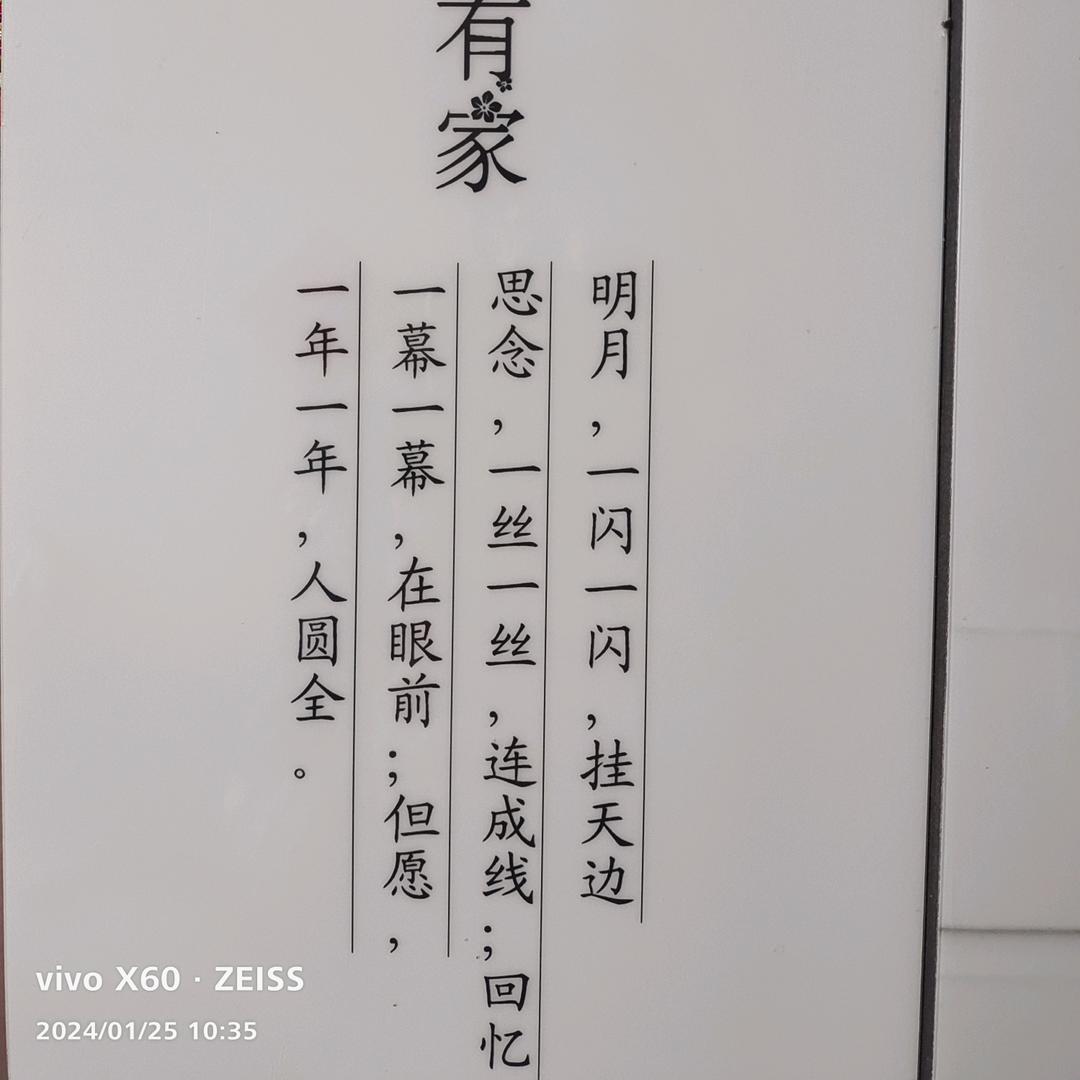 有家
明月，一闪一闪，挂天边
思念，一丝一丝，连成线；回忆
一幕一幕，在眼前；但愿，
一年一年，人圆全。
vivo X60 · ZEISS
2024/01/25 10:35